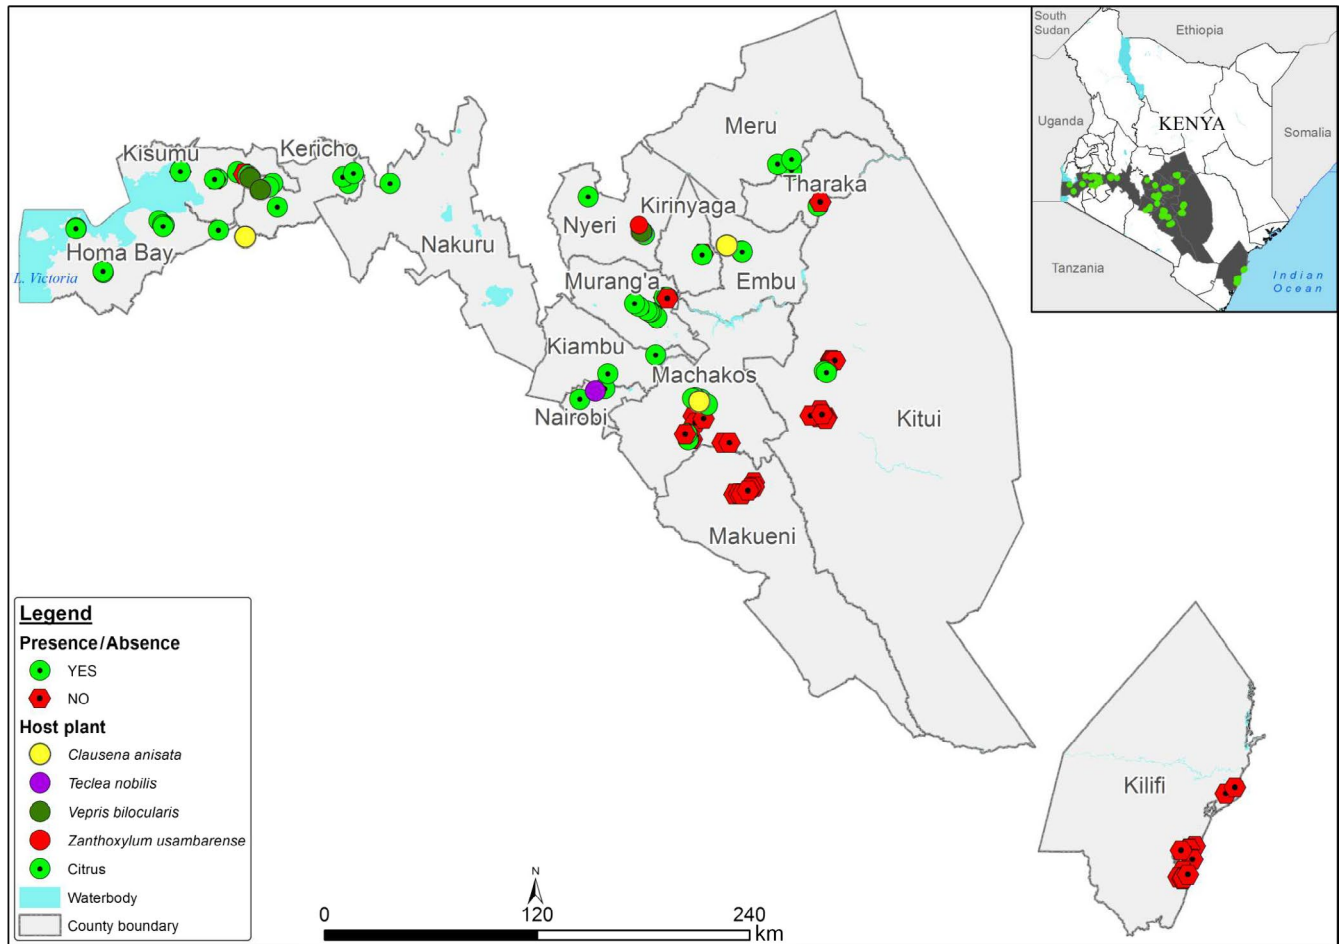 South
Sudan
Ethiopia
Uganda
KENYA
Somalia
Tanzania
Indian
Ocean
Meru
Kisumu
Kericho
Tharaka
Nyeri
Kirinyaga
Homa Bay
Nakuru
L. Victoria
Murang'a
Embu
Kiambu
Machakos
Nairobi
Kitui
Makueni
Kilifi
Legend
Presence/Absence
YES
NO
Host plant
Clausena anisata
Teclea nobilis
Vepris bilocularis
Zanthoxylum usambarense
Citrus
Waterbody
County boundary
N
0 120 240
km